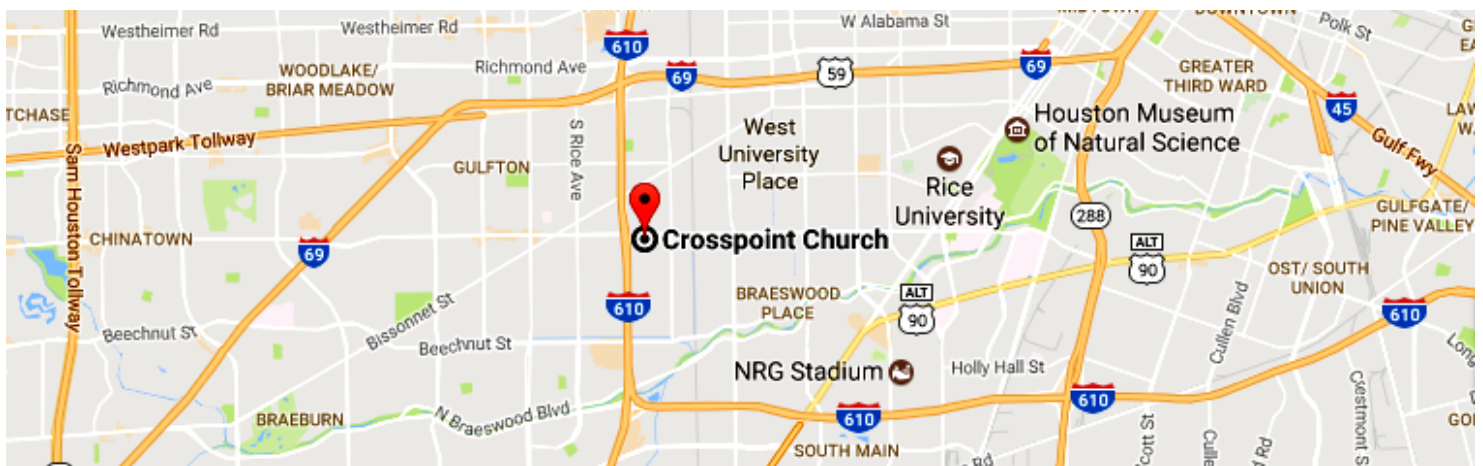 MIDTOWN
DOWNTOWN
W Alabama St
Polk St
Westheimer Rd
Westheimer Rd
610
Richmond Ave
WOODLAKE/
BRIAR MEADOW
Richmond Ave
69
59
69
GREATER
THIRD WARD
45
TCHASE
Westpark Tollway
S Rice Ave
West
University
Place
Houston Museum
of Natural Science
Gulf Fwy
Sam Houston Tollway
GULFTON
Rice
University
288
GULFGATE/
PINE VALLEY
CHINATOWN
69
Crosspoint Church
ALT
90
OST/ SOUTH
UNION
BRAESWOOD
PLACE
ALT
90
610
610
Beechnut St
Bissonnet St
Beechnut St
Cullen Blvd
NRG Stadium
Holly Hall St
610
BRAEBURN
N Braeswood Blvd
610
SOUTH MAIN
Scott St